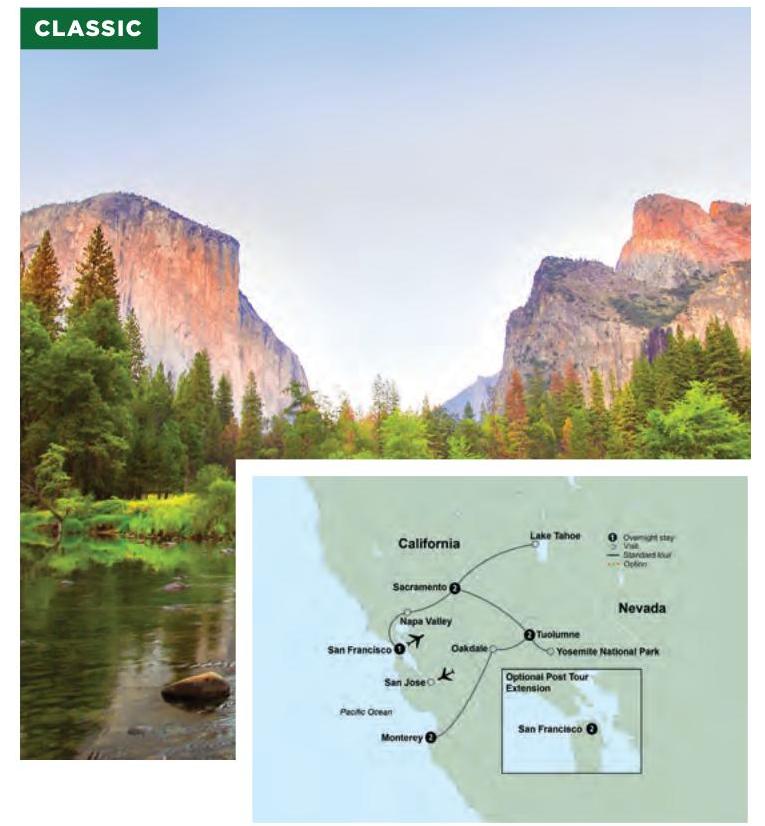 CLASSIC
California
Lake Tahoe
1 Overnight stay
Visit
Standard tour
Option
Sacramento 2
Nevada
Napa Valley
San Francisco 1
Oakdale
2 Tuolumne
Yosemite National Park
San Jose
Optional Post Tour
Extension
Pacific Ocean
San Francisco 2
Monterey 2